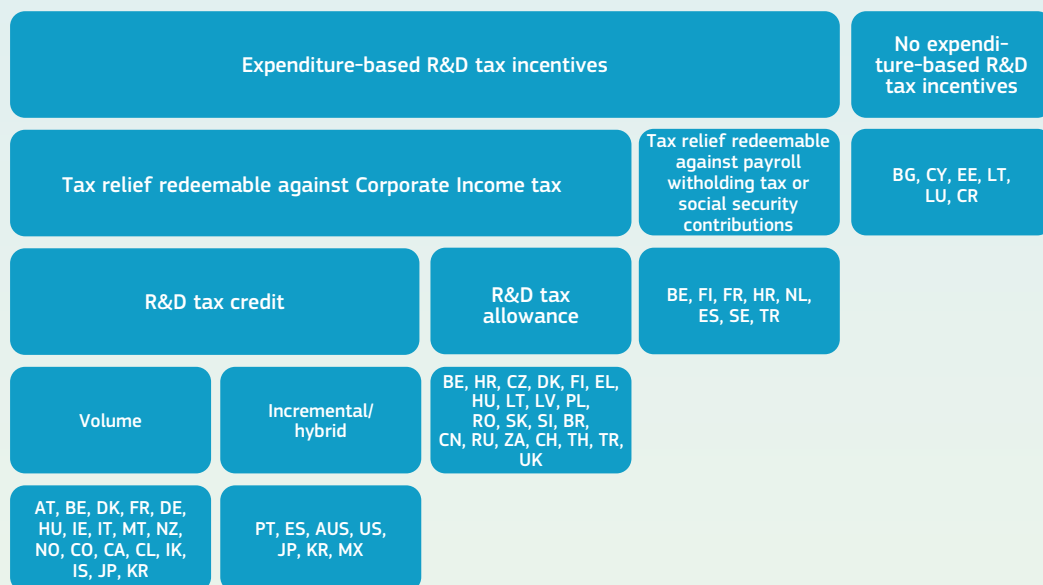 Expenditure-based R&D tax incentives
No expendi-
ture-based R&D
tax incentives
Tax relief redeemable against Corporate Income tax
Tax relief redeemable
against payroll
witholding tax or
social security
contributions
BG, CY, EE, LT,
LU, CR
R&D tax credit
R&D tax
allowance
BE, FI, FR, HR, NL,
ES, SE, TR
Volume
Incremental/
hybrid
BE, HR, CZ, DK, FI, EL,
HU, LT, LV, PL,
RO, SK, SI, BR,
CN, RU, ZA, CH, TH, TR,
UK
AT, BE, DK, FR, DE,
HU, IE, IT, MT, NZ,
NO, CO, CA, CL, IK,
IS, JP, KR
PT, ES, AUS, US,
JP, KR, MX